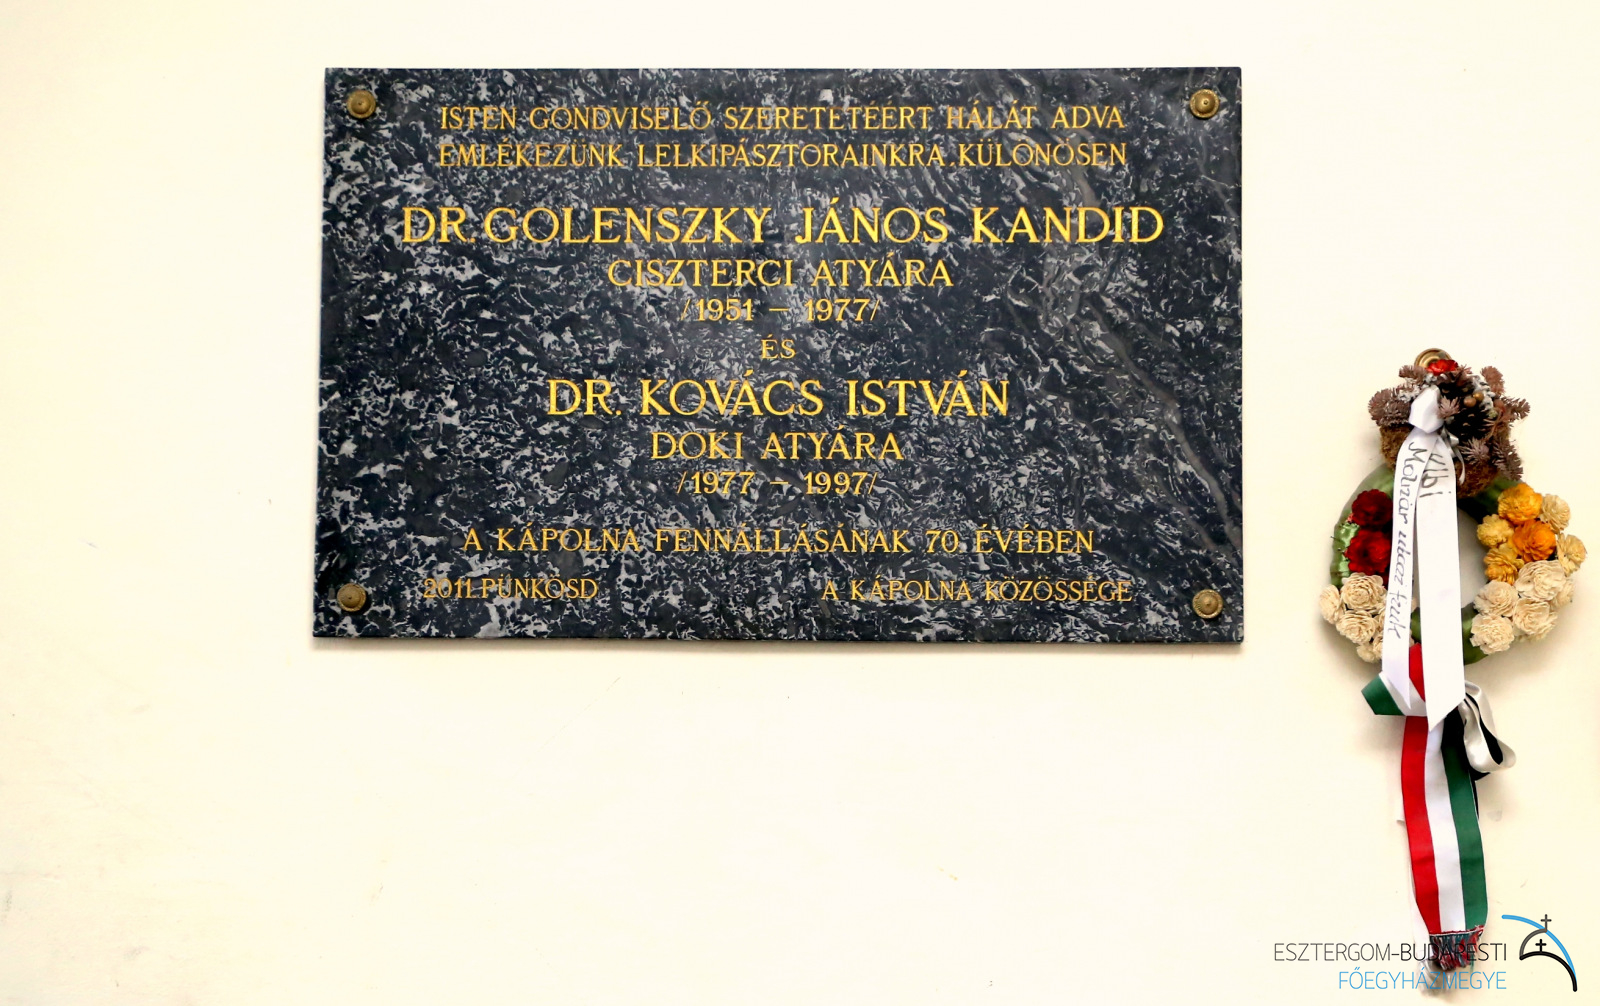 ISTEN GONDVISELŐ SZERETETÉÉRT HÁLÁT ADVA
EMLÉKEZÜNK LELKIPÁSZTORAINKRA, KÜLÖNÖSEN
DR. GOLENSZKY JÁNOS KANDID
CISZTERCI ATYÁRA
/1951 – 1977/
ÉS
DR. KOVÁCS ISTVÁN
DOKI ATYÁRA
/1977 – 1997/
A KÁPOLNA FENNÁLLÁSÁNAK 70. ÉVÉBEN
2011. PÜNKÖSD
A KÁPOLNA KÖZÖSSÉGE
ESZTERGOM-BUDAPESTI
FŐEGYHÁZMEGYE